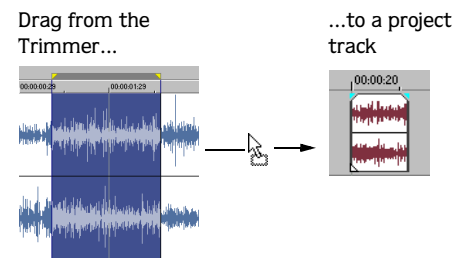 Drag from the
Trimmer...
...to a project
track
00:00:00:29
00:00:01:29
00:00:20